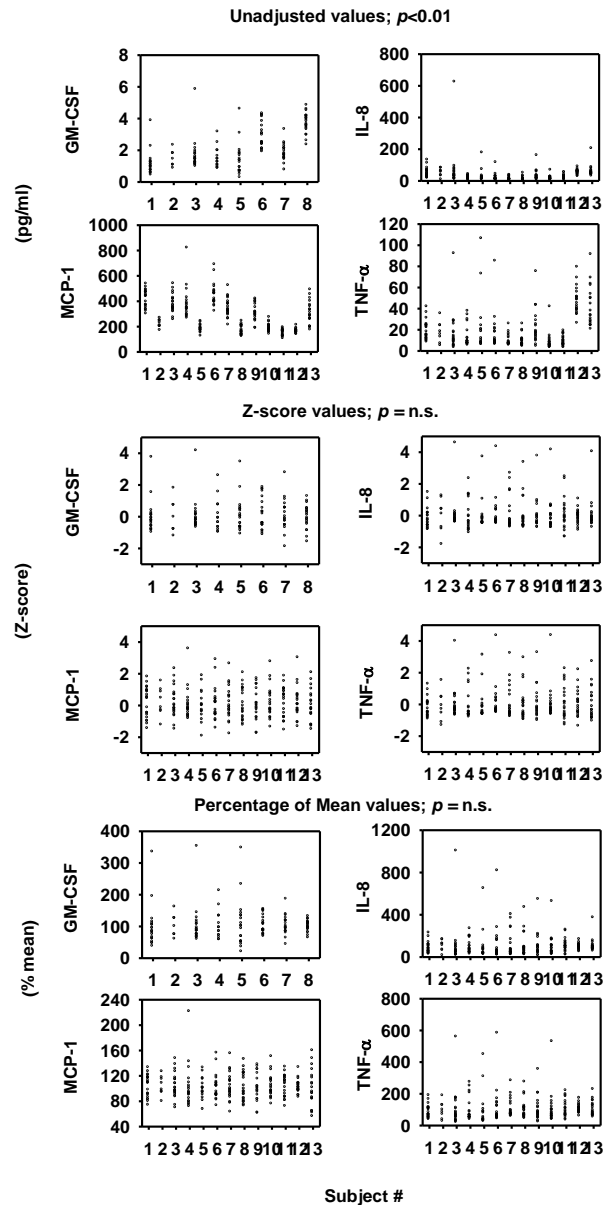 Unadjusted values; p<0.01
(pg/ml)
GM-CSF
8
6
4
2
0
1 2 3 4 5 6 7 8
IL-8
800
600
400
200
0
1 2 3 4 5 6 7 8 9 10 11 12 13
MCP-1
1000
800
600
400
200
0
1 2 3 4 5 6 7 8 9 10 11 12 13
TNF-α
120
100
80
60
40
20
0
1 2 3 4 5 6 7 8 9 10 11 12 13
Z-score values; p = n.s.
(Z-score)
GM-CSF
4
2
0
-2
1 2 3 4 5 6 7 8
IL-8
4
2
0
-2
1 2 3 4 5 6 7 8 9 10 11 12 13
MCP-1
4
2
0
-2
1 2 3 4 5 6 7 8 9 10 11 12 13
TNF-α
4
2
0
-2
1 2 3 4 5 6 7 8 9 10 11 12 13
Percentage of Mean values; p = n.s.
(% mean)
GM-CSF
400
300
200
100
0
1 2 3 4 5 6 7 8
IL-8
1200
800
400
0
1 2 3 4 5 6 7 8 9 10 11 12 13
MCP-1
240
200
160
120
80
40
1 2 3 4 5 6 7 8 9 10 11 12 13
TNF-α
800
600
400
200
0
1 2 3 4 5 6 7 8 9 10 11 12 13
Subject #